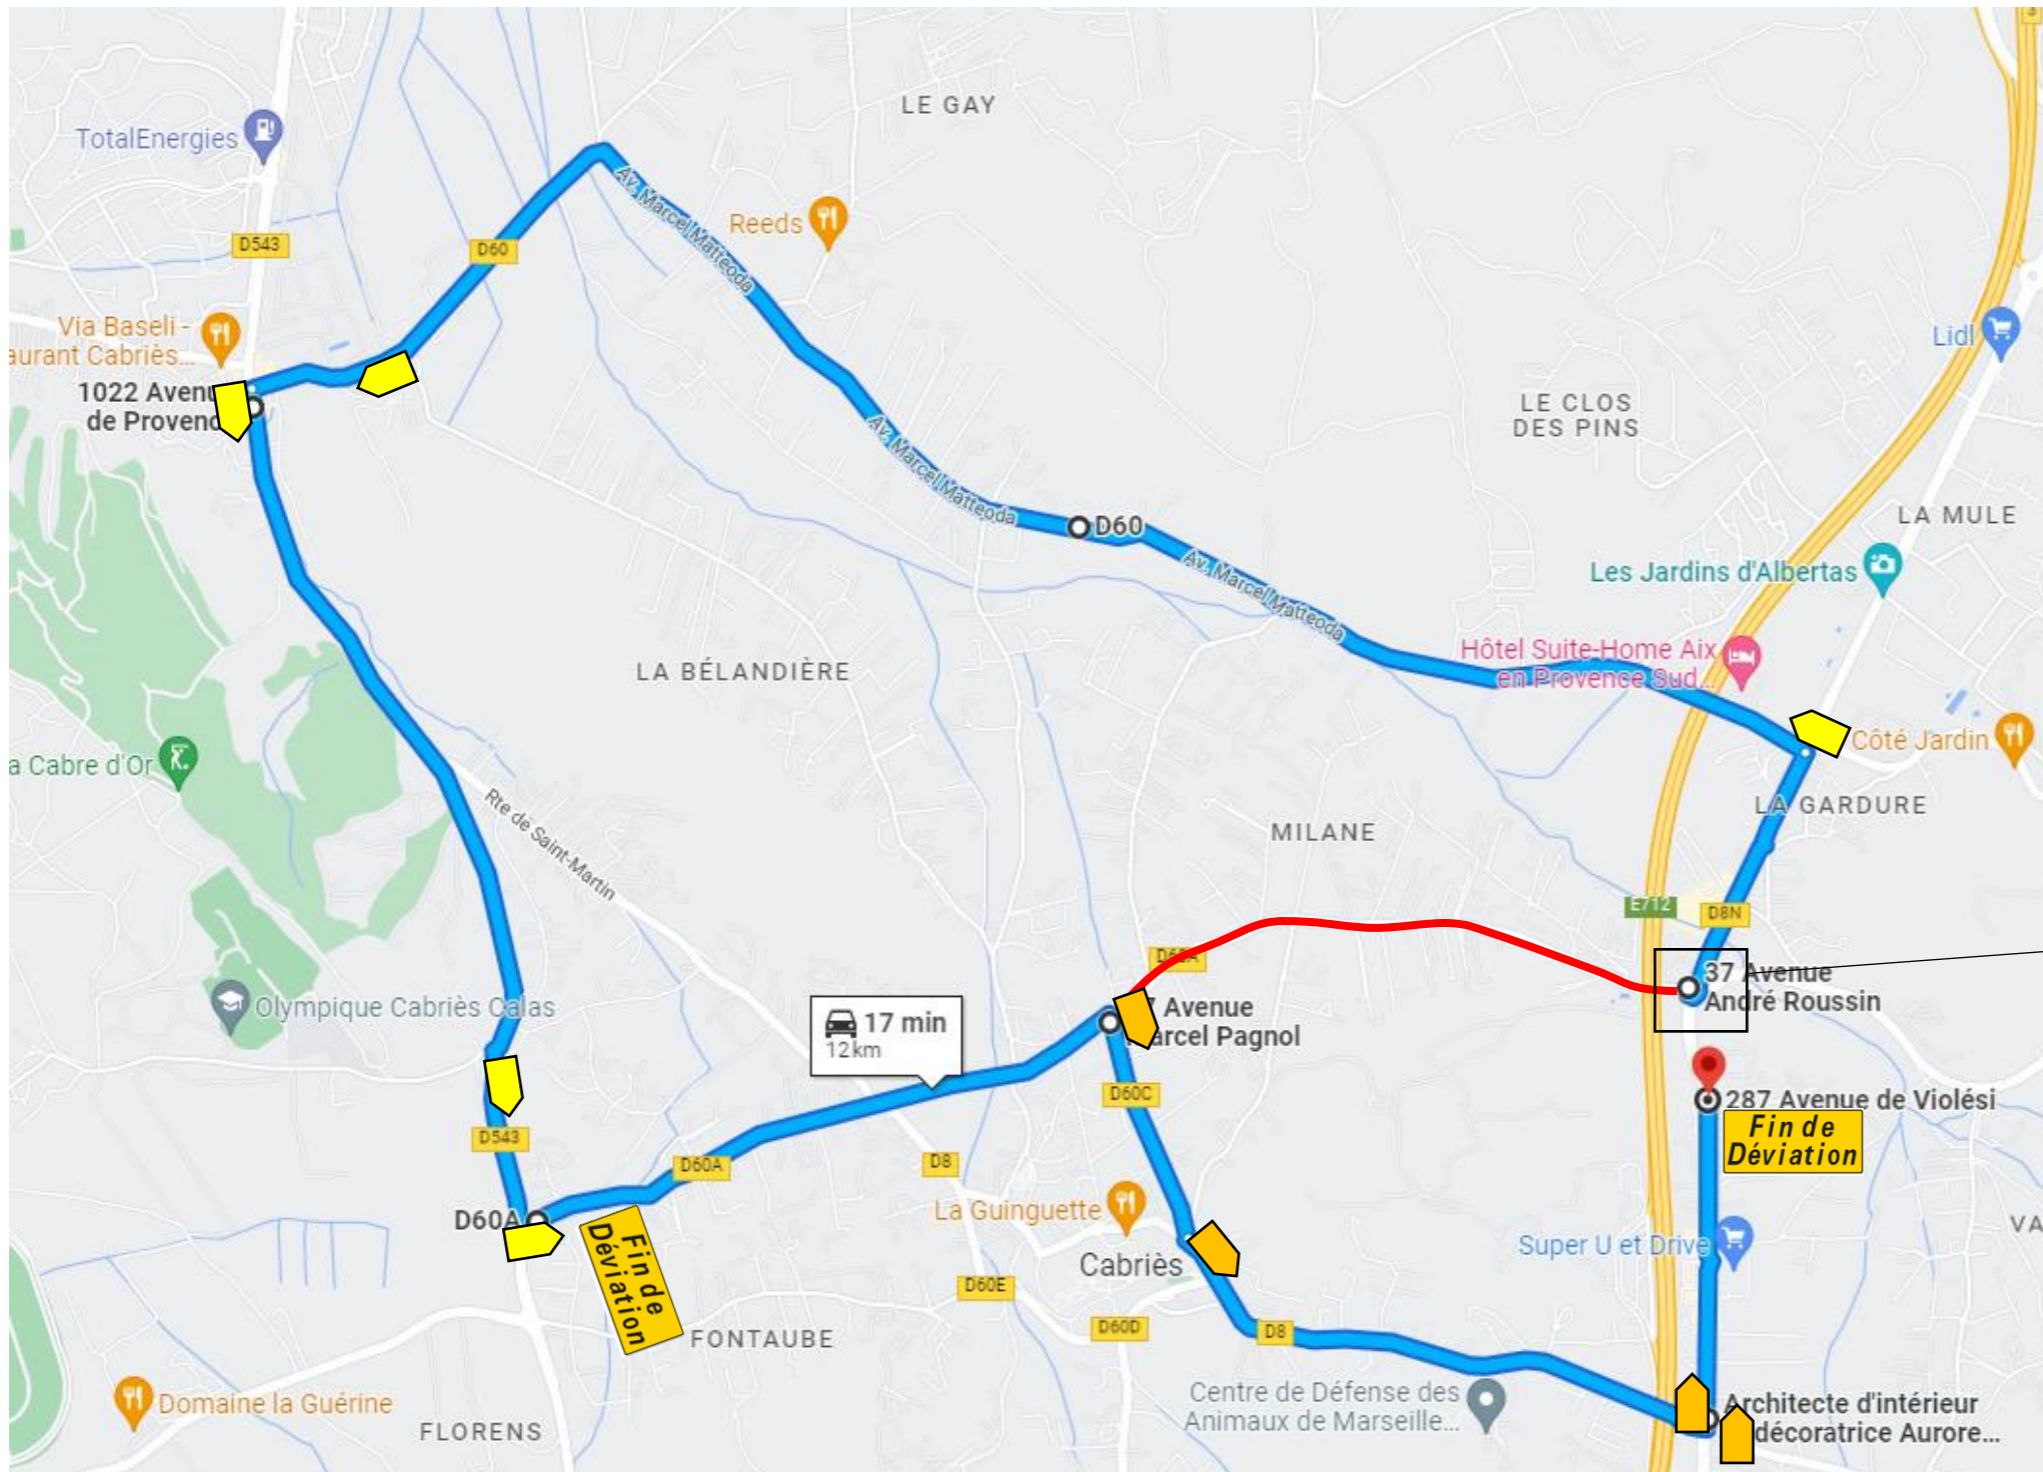 LE GAY
TotalEnergies
Av. Marcel Matteoda
Reeds
D543
D60
Via Baseli -
aurant Cabriès...
Lidl
1022 Avenu
de Provenc
LE CLOS
DES PINS
Av. Marcel Matteoda
D60
LA MULE
Av. Marcel Matteoda
Les Jardins d'Albertas
Hôtel Suite-Home Aix
en Provence Sud...
LA BÉLANDIÈRE
Côté Jardin
a Cabre d'Or
LA GARDURE
Rte de Saint-Martin
MILANE
E712
D8N
D60A
37 Avenue
André Roussin
Olympique Cabriès Calas
17 min
12 km
7 Avenue
arcel Pagnol
D60C
287 Avenue de Violési
Fin de
Déviation
D543
D60A
D8
La Guinguette
D60A
Fin de
Déviation
Super U et Drive
VA
Cabriès
D60E
D60D
D8
FONTAUBE
Centre de Défense des
Animaux de Marseille...
Domaine la Guérine
FLORENS
Architecte d'intérieur
décoratrice Aurore...